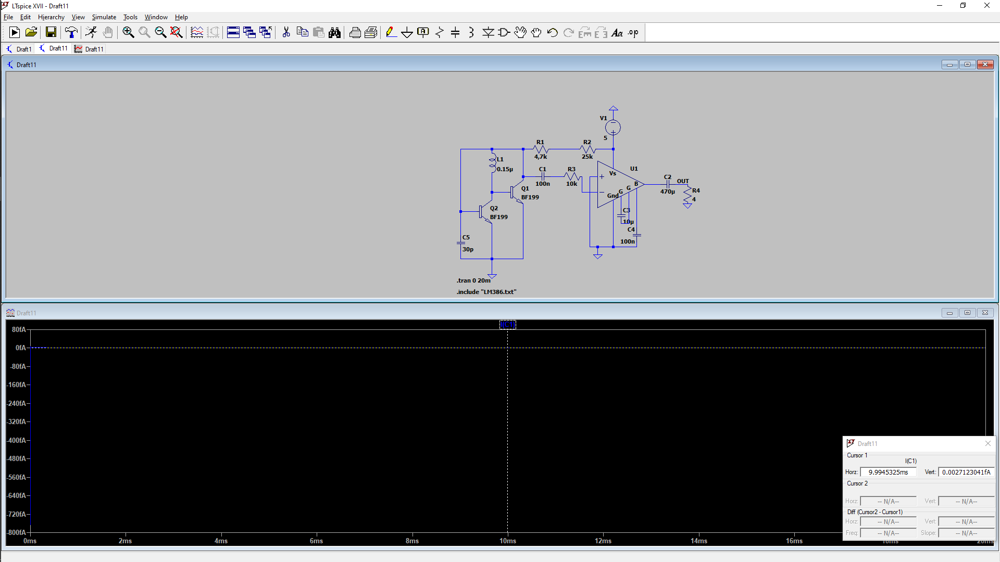 LTspice XVII - Draft11
File Edit Hierarchy View Simulate Tools Window Help
Draft1 Draft11 Draft11
Draft11
V1
5
R1
4,7k
R2
25k
L1
0.15µ
C1
100n
R3
10k
Vs
U1
Gnd
G
G
B
C2
470µ
OUT
R4
4
Q1
BF199
Q2
BF199
C3
10µ
C4
100n
C5
30p
.tran 0 20m
.include "LM386.txt"
Draft11
I(C1)
80fA
0fA
-80fA
-160fA
-240fA
-320fA
-400fA
-480fA
-560fA
-640fA
-720fA
-800fA
0ms 2ms 4ms 6ms 8ms 10ms 12ms 14ms 16ms 18ms 20ms
Draft11
Cursor 1
I(C1)
Horz: 9.9945325ms Vert: 0.0027123041fA
Cursor 2
Horz: -- N/A-- Vert: -- N/A--
Diff (Cursor2 - Cursor1)
Horz: -- N/A-- Vert: -- N/A--
Freq: -- N/A-- Slope: -- N/A--